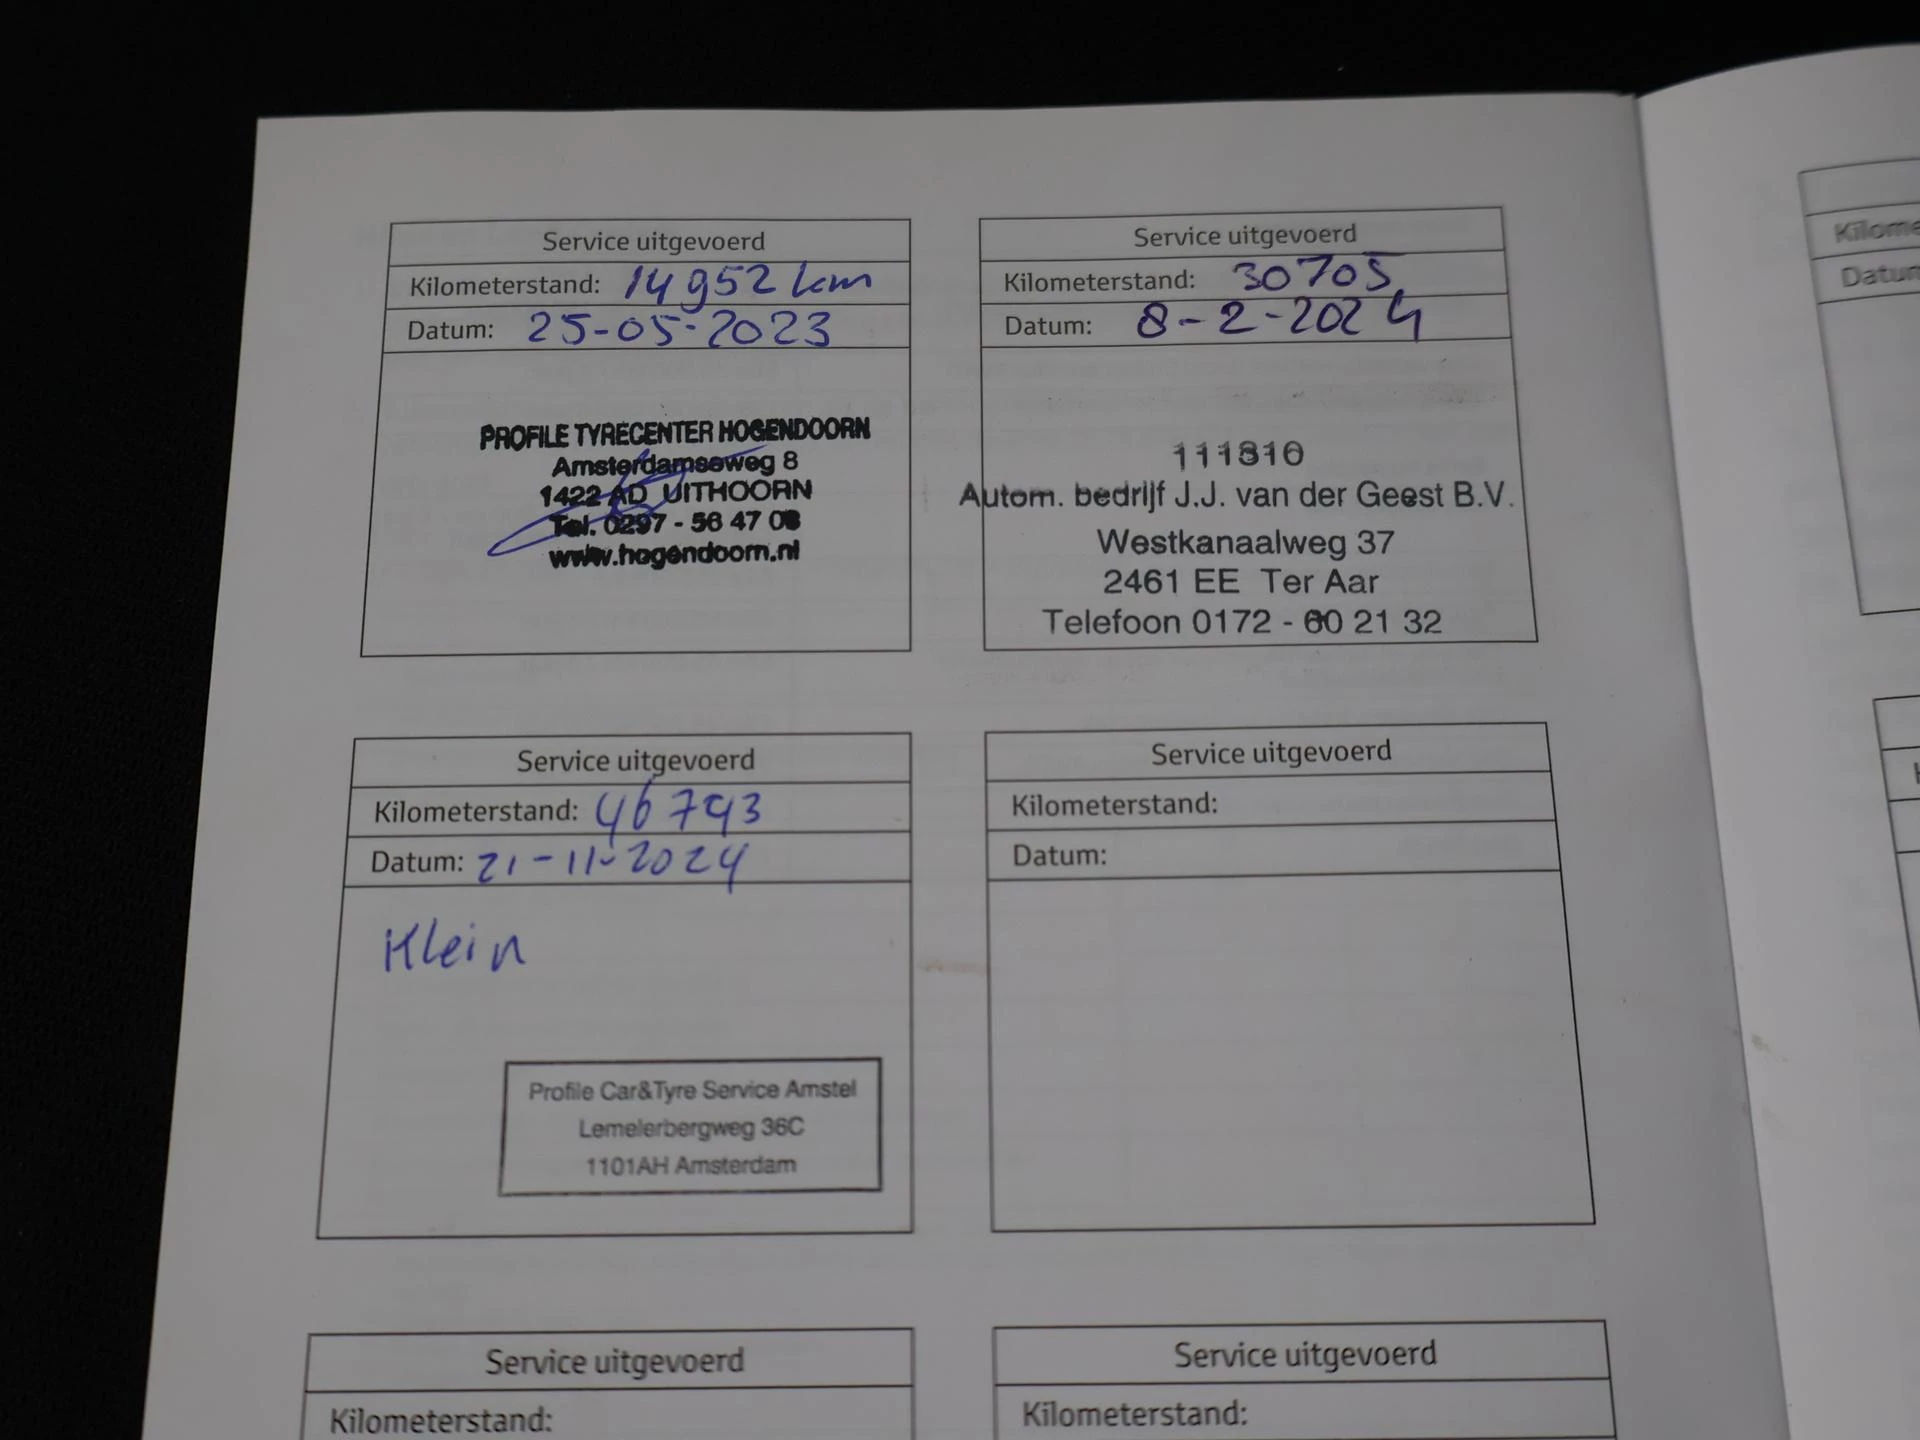 Service uitgevoerd
Kilometerstand: 14952 km
Datum: 25-05-2023
PROFILE TYRECENTER HOGENDOORN
Amsterdamseweg 8
1422 AD UITHOORN
Tel. 0297 - 56 47 08
www.hogendoorn.nl
Service uitgevoerd
Kilometerstand: 30705
Datum: 8-2-2024
111310
Autom. bedrijf J.J. van der Geest B.V.
Westkanaalweg 37
2461 EE Ter Aar
Telefoon 0172 - 60 21 32
Service uitgevoerd
Kilometerstand: 46793
Datum: 21-11-2024
Klein
Profile Car&Tyre Service Amstel
Lemelerbergweg 36C
1101AH Amsterdam
Service uitgevoerd
Kilometerstand:
Datum:
Service uitgevoerd
Kilometerstand:
Service uitgevoerd
Kilometerstand: